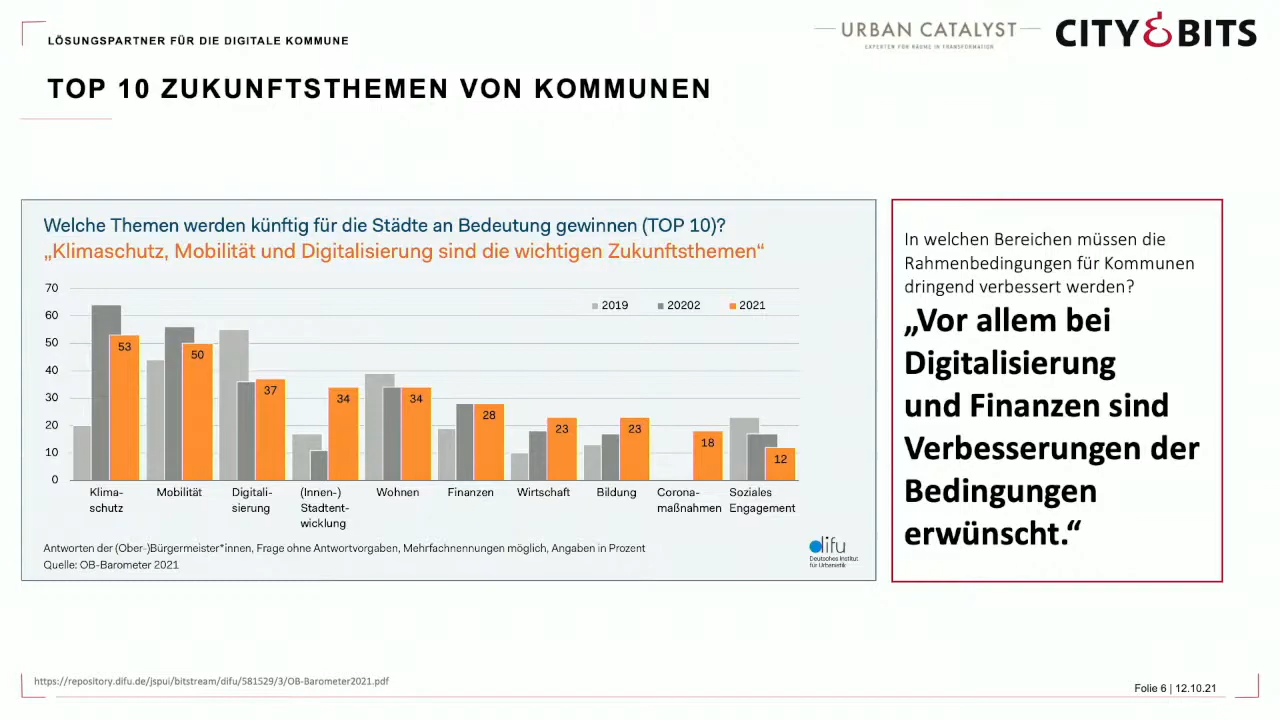 LÖSUNGSPARTNER FÜR DIE DIGITALE KOMMUNE
URBAN CATALYST
EXPERTEN FÜR RÄUME IN TRANSFORMATION
CITY & BITS
TOP 10 ZUKUNFTSTHEMEN VON KOMMUNEN
Welche Themen werden künftig für die Städte an Bedeutung gewinnen (TOP 10)?
„Klimaschutz, Mobilität und Digitalisierung sind die wichtigen Zukunftsthemen“
70
60
50
40
30
20
10
0
2019 20202 2021
53 50 37 34 34 28 23 23 18 12
Klima-
schutz
Mobilität
Digitali-
sierung
(Innen-)
Stadtent-
wicklung
Wohnen
Finanzen
Wirtschaft
Bildung
Corona-
maßnahmen
Soziales
Engagement
Antworten der (Ober-)Bürgermeister*innen, Frage ohne Antwortvorgaben, Mehrfachnennungen möglich, Angaben in Prozent
Quelle: OB-Barometer 2021
difu
Deutsches Institut
für Urbanistik
In welchen Bereichen müssen die
Rahmenbedingungen für Kommunen
dringend verbessert werden?
„Vor allem bei
Digitalisierung
und Finanzen sind
Verbesserungen der
Bedingungen
erwünscht.“
https://repository.difu.de/jspui/bitstream/difu/581529/3/OB-Barometer2021.pdf
Folie 6 | 12.10.21